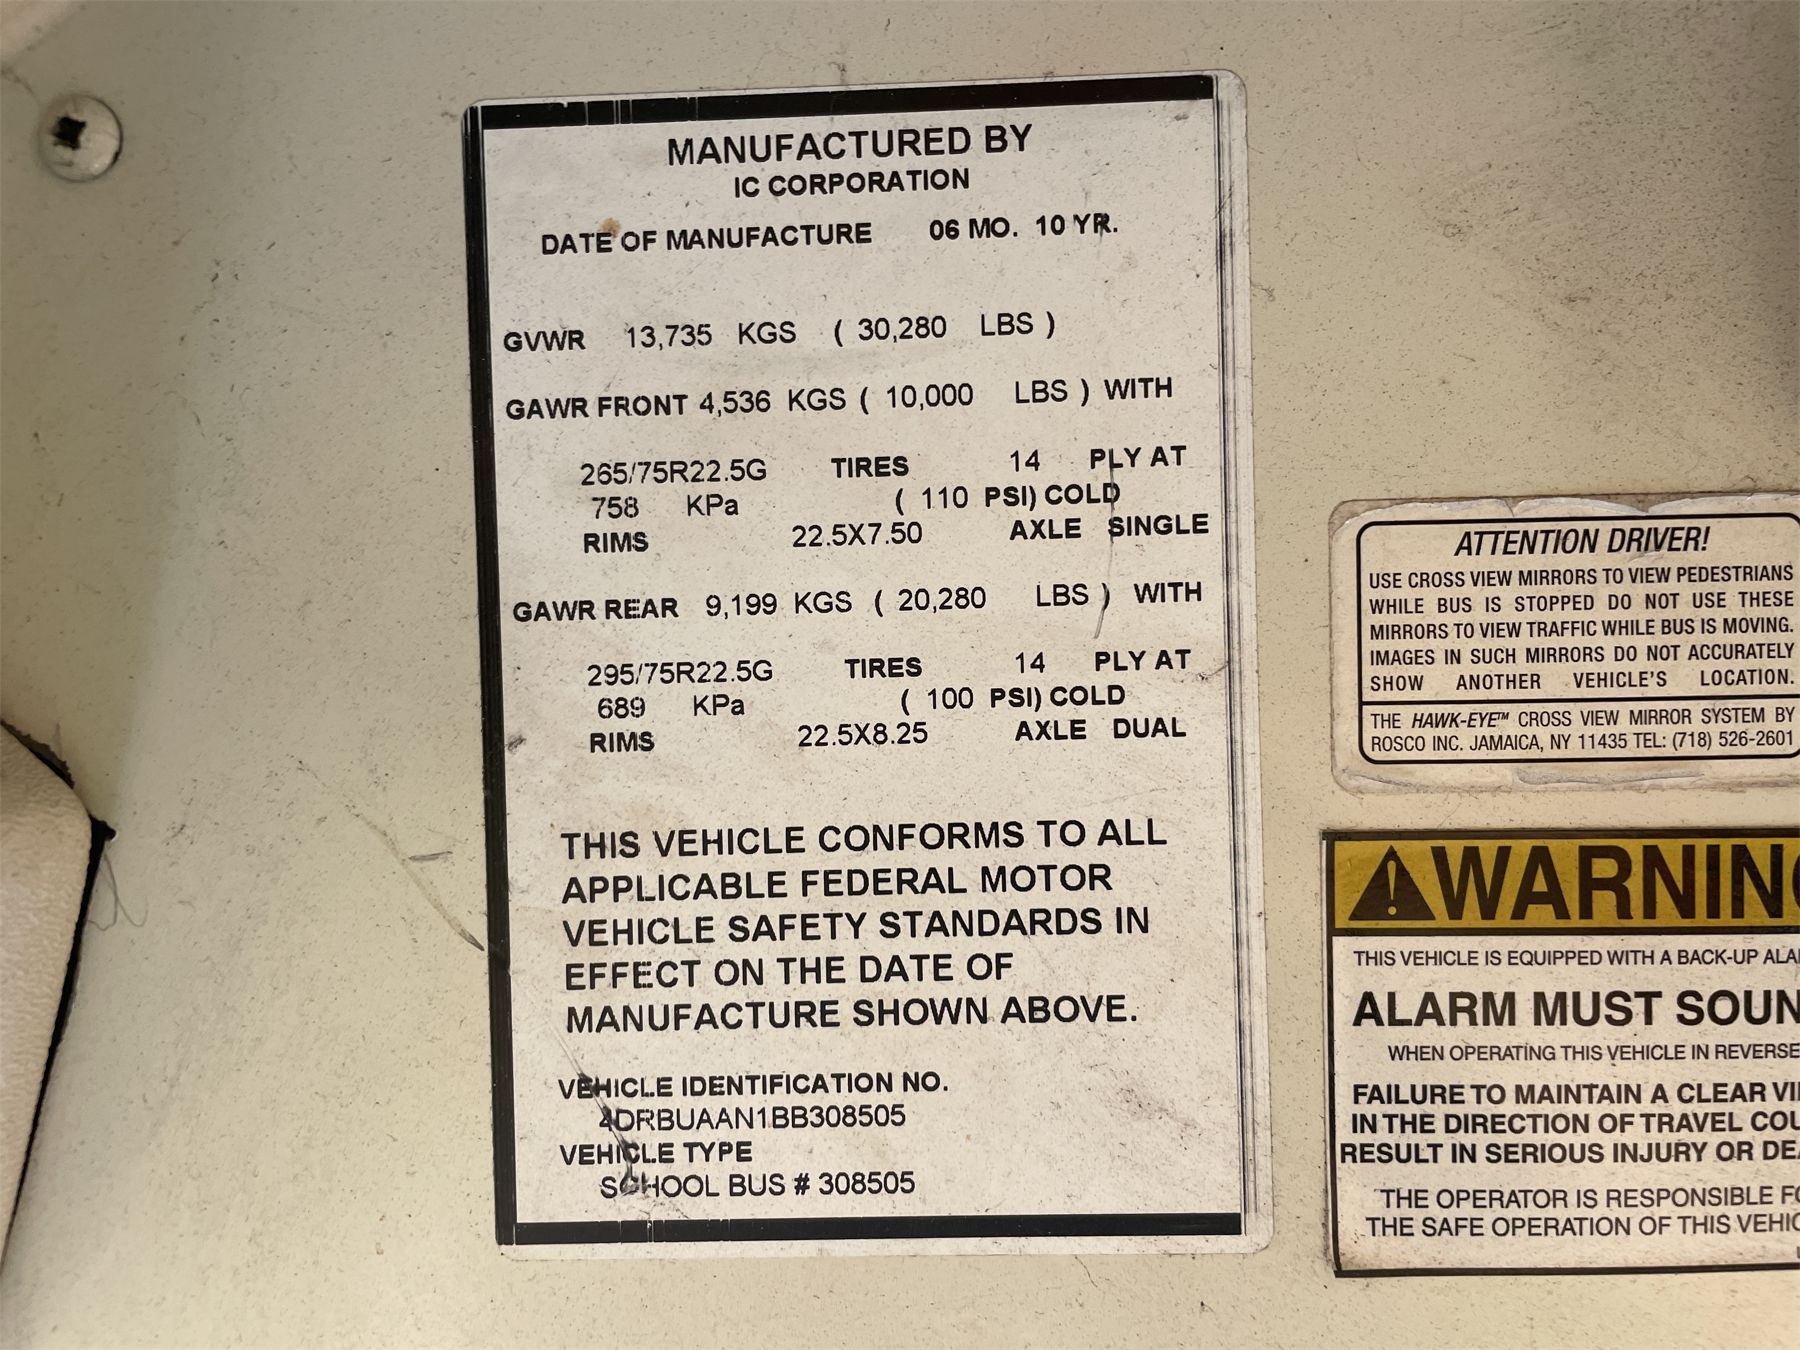 MANUFACTURED BY
IC CORPORATION
DATE OF MANUFACTURE 06 MO. 10 YR.
GVWR 13,735 KGS ( 30,280 LBS )
GAWR FRONT 4,536 KGS ( 10,000 LBS ) WITH
265/75R22.5G TIRES 14 PLY AT
758 KPa ( 110 PSI) COLD
RIMS 22.5X7.50 AXLE SINGLE
GAWR REAR 9,199 KGS ( 20,280 LBS ) WITH
295/75R22.5G TIRES 14 PLY AT
689 KPa ( 100 PSI) COLD
RIMS 22.5X8.25 AXLE DUAL
THIS VEHICLE CONFORMS TO ALL
APPLICABLE FEDERAL MOTOR
VEHICLE SAFETY STANDARDS IN
EFFECT ON THE DATE OF
MANUFACTURE SHOWN ABOVE.
VEHICLE IDENTIFICATION NO.
4DRBUAAN1BB308505
VEHICLE TYPE
SCHOOL BUS # 308505
ATTENTION DRIVER!
USE CROSS VIEW MIRRORS TO VIEW PEDESTRIANS
WHILE BUS IS STOPPED DO NOT USE THESE
MIRRORS TO VIEW TRAFFIC WHILE BUS IS MOVING.
IMAGES IN SUCH MIRRORS DO NOT ACCURATELY
SHOW ANOTHER VEHICLE'S LOCATION.
THE HAWK-EYE™ CROSS VIEW MIRROR SYSTEM BY
ROSCO INC. JAMAICA, NY 11435 TEL: (718) 526-2601
WARNING
THIS VEHICLE IS EQUIPPED WITH A BACK-UP ALA
ALARM MUST SOUN
WHEN OPERATING THIS VEHICLE IN REVERSE
FAILURE TO MAINTAIN A CLEAR VI
IN THE DIRECTION OF TRAVEL COU
RESULT IN SERIOUS INJURY OR DEA
THE OPERATOR IS RESPONSIBLE FO
THE SAFE OPERATION OF THIS VEHIC